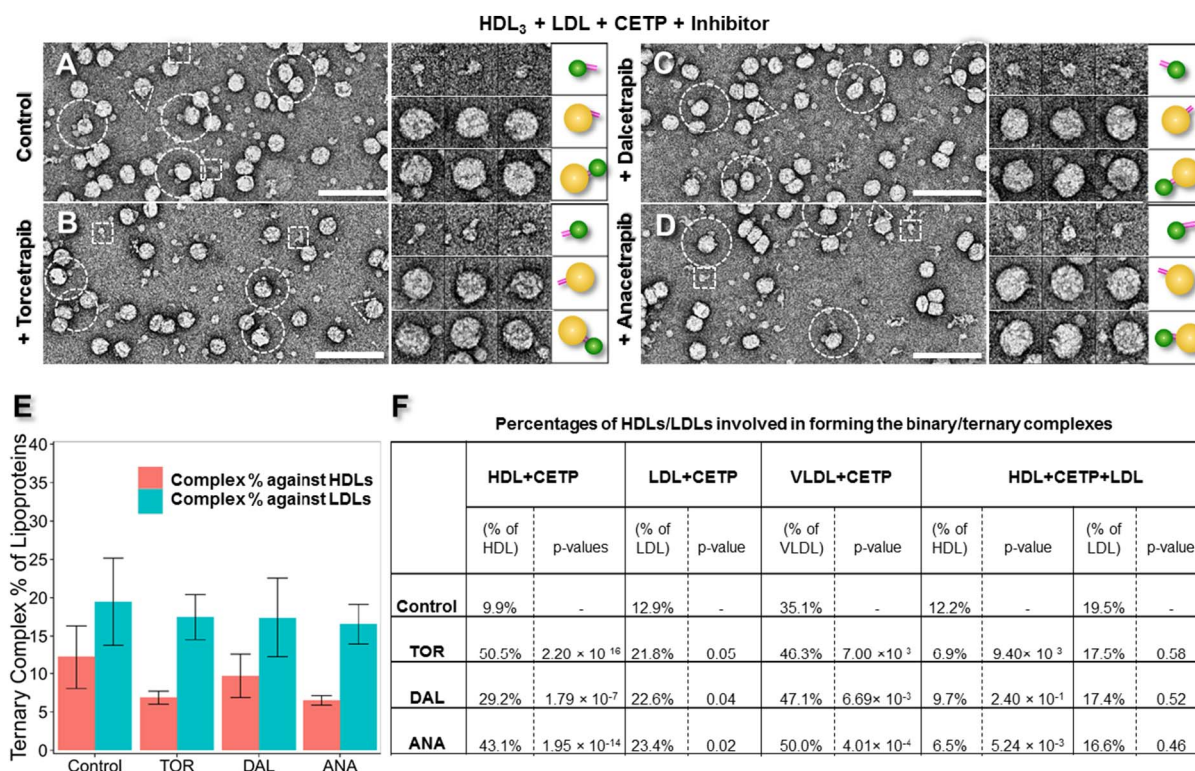 HDL₃ + LDL + CETP + Inhibitor
A
Control
C
+ Dalcetrapib
B
+ Torcetrapib
D
+ Anacetrapib
E
Ternary Complex % of Lipoproteins
40
35
30
25
20
15
10
5
0
Complex % against HDLs
Complex % against LDLs
Control TOR DAL ANA
F
Percentages of HDLs/LDLs involved in forming the binary/ternary complexes
HDL+CETP LDL+CETP VLDL+CETP HDL+CETP+LDL
(% of HDL) p-values (% of LDL) p-value (% of VLDL) p-value (% of HDL) p-value (% of LDL) p-value
Control 9.9% - 12.9% - 35.1% - 12.2% - 19.5% -
TOR 50.5% 2.20 × 10 ¹⁶ 21.8% 0.05 46.3% 7.00 × 10 ³ 6.9% 9.40× 10 ³ 17.5% 0.58
DAL 29.2% 1.79 × 10⁻⁷ 22.6% 0.04 47.1% 6.69× 10⁻³ 9.7% 2.40 × 10⁻¹ 17.4% 0.52
ANA 43.1% 1.95 × 10⁻¹⁴ 23.4% 0.02 50.0% 4.01× 10⁻⁴ 6.5% 5.24 × 10⁻³ 16.6% 0.46